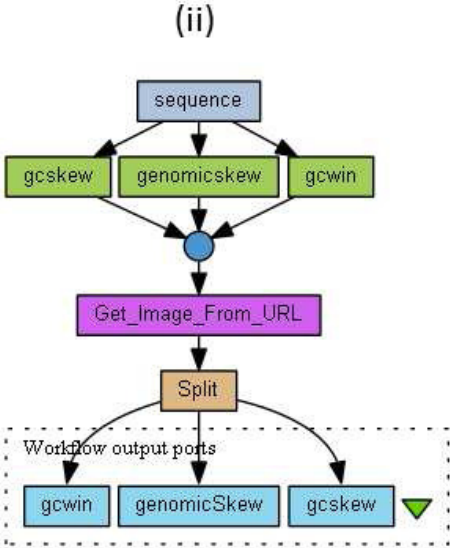 (ii)
sequence
gcskew genomicskew gcwin
Get_Image_From_URL
Split
Workflow output ports
gcwin genomicSkew gcskew